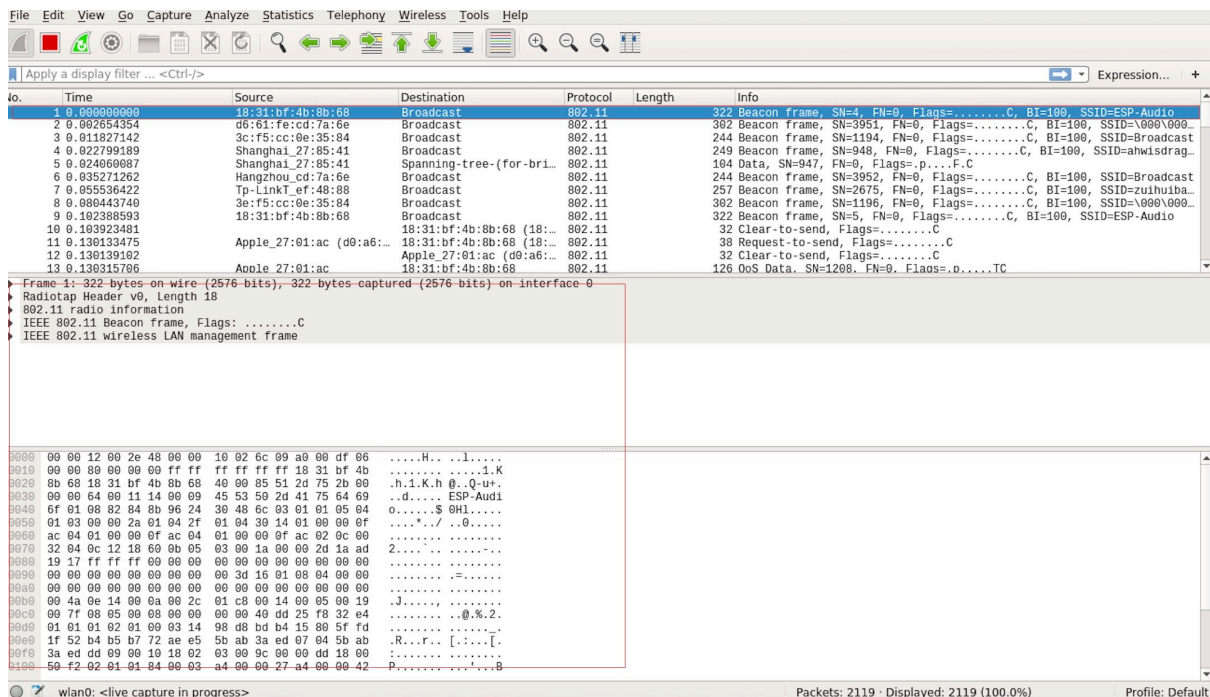 File Edit View Go Capture Analyze Statistics Telephony Wireless Tools Help
Apply a display filter ... <Ctrl-/> Expression... +
No. Time Source Destination Protocol Length Info
1 0.000000000 18:31:bf:4b:8b:68 Broadcast 802.11 322 Beacon frame, SN=4, FN=0, Flags=........C, BI=100, SSID=ESP-Audio
2 0.002654354 d6:61:fe:cd:7a:6e Broadcast 802.11 302 Beacon frame, SN=3951, FN=0, Flags=........C, BI=100, SSID=\000\000…
3 0.011827142 3c:f5:cc:0e:35:84 Broadcast 802.11 244 Beacon frame, SN=1194, FN=0, Flags=........C, BI=100, SSID=Broadcast
4 0.022799189 Shanghai_27:85:41 Broadcast 802.11 249 Beacon frame, SN=948, FN=0, Flags=........C, BI=100, SSID=ahwisdrag…
5 0.024060087 Shanghai_27:85:41 Spanning-tree-(for-bri… 802.11 104 Data, SN=947, FN=0, Flags=.p....F.C
6 0.035271262 Hangzhou_cd:7a:6e Broadcast 802.11 244 Beacon frame, SN=3952, FN=0, Flags=........C, BI=100, SSID=Broadcast
7 0.055536422 Tp-LinkT_ef:48:88 Broadcast 802.11 257 Beacon frame, SN=2675, FN=0, Flags=........C, BI=100, SSID=zuihuiba…
8 0.080443740 3e:f5:cc:0e:35:84 Broadcast 802.11 302 Beacon frame, SN=1196, FN=0, Flags=........C, BI=100, SSID=\000\000…
9 0.102388593 18:31:bf:4b:8b:68 Broadcast 802.11 322 Beacon frame, SN=5, FN=0, Flags=........C, BI=100, SSID=ESP-Audio
10 0.103923481 18:31:bf:4b:8b:68 (18:… 802.11 32 Clear-to-send, Flags=........C
11 0.130133475 Apple_27:01:ac (d0:a6:… 18:31:bf:4b:8b:68 (18:… 802.11 38 Request-to-send, Flags=........C
12 0.130139102 Apple_27:01:ac (d0:a6:… 802.11 32 Clear-to-send, Flags=........C
13 0.130315706 Apple_27:01:ac 18:31:bf:4b:8b:68 802.11 126 QoS Data, SN=1208, FN=0, Flags=.p.....TC
Frame 1: 322 bytes on wire (2576 bits), 322 bytes captured (2576 bits) on interface 0
Radiotap Header v0, Length 18
802.11 radio information
IEEE 802.11 Beacon frame, Flags: ........C
IEEE 802.11 wireless LAN management frame
0000 00 00 12 00 2e 48 00 00 10 02 6c 09 a0 00 df 06 .....H.. ..l.....
0010 00 00 80 00 00 00 ff ff ff ff ff ff 18 31 bf 4b ........ .....1.K
0020 8b 68 18 31 bf 4b 8b 68 40 00 85 51 2d 75 2b 00 .h.1.K.h @..Q-u+.
0030 00 00 64 00 11 14 00 09 45 53 50 2d 41 75 64 69 ..d..... ESP-Audi
0040 6f 01 08 82 84 8b 96 24 30 48 6c 03 01 01 05 04 o......$ 0Hl.....
0050 01 03 00 00 2a 01 04 2f 01 04 30 14 01 00 00 0f ....*../ ..0.....
0060 ac 04 01 00 00 0f ac 04 01 00 00 0f ac 02 0c 00 ........ ........
0070 32 04 0c 12 18 60 0b 05 03 00 1a 00 00 2d 1a ad 2....`.. .....-..
0080 19 17 ff ff ff 00 00 00 00 00 00 00 00 00 00 00 ........ ........
0090 00 00 00 00 00 00 00 00 00 3d 16 01 08 04 00 00 ........ .=......
00a0 00 00 00 00 00 00 00 00 00 00 00 00 00 00 00 00 ........ ........
00b0 00 4a 0e 14 00 0a 00 2c 01 c8 00 14 00 05 00 19 .J....., ........
00c0 00 7f 08 05 00 08 00 00 00 00 40 dd 25 f8 32 e4 ........ ..@.%.2.
00d0 01 01 01 02 01 00 03 14 98 d8 bd b4 15 80 5f fd ........ ......_.
00e0 1f 52 b4 b5 b7 72 ae e5 5b ab 3a ed 07 04 5b ab .R...r.. [.:...[.
00f0 3a ed dd 09 00 10 18 02 03 00 9c 00 00 dd 18 00 :....... ........
0100 50 f2 02 01 01 84 00 03 a4 00 00 27 a4 00 00 42 P....... ...'...B
wlan0: <live capture in progress> Packets: 2119 · Displayed: 2119 (100.0%) Profile: Default